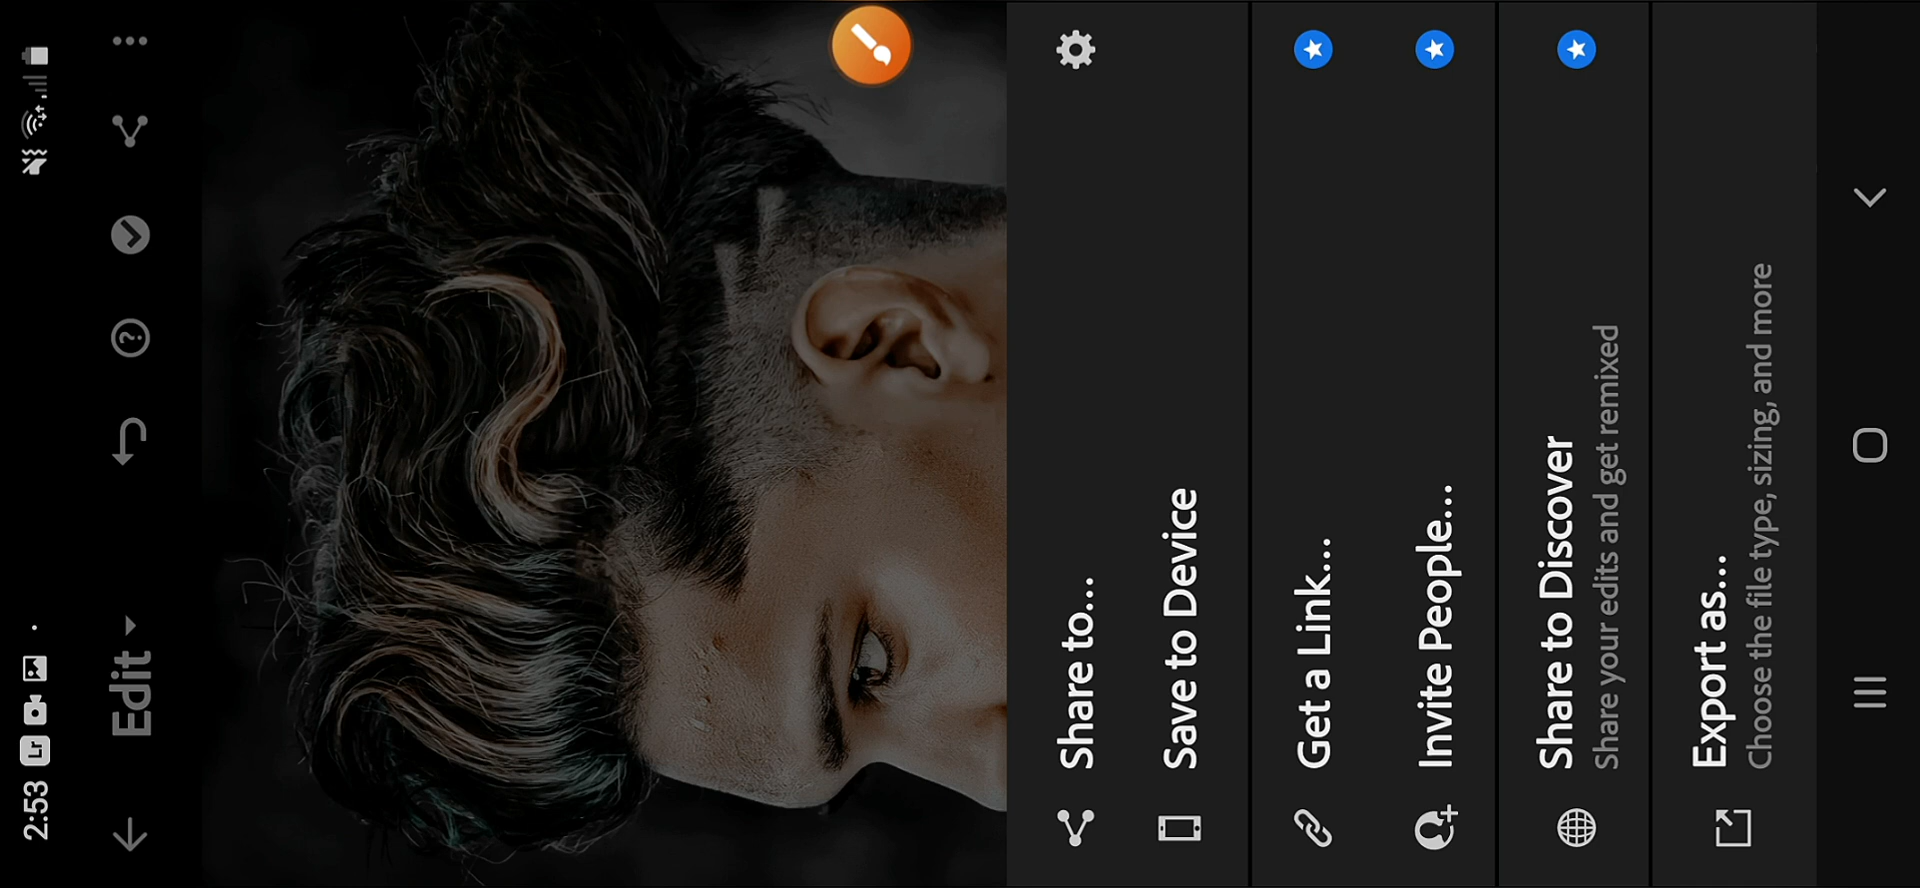 2:53
Lr
Edit
Share to...
Save to Device
Get a Link...
Invite People...
Share to Discover
Share your edits and get remixed
Export as...
Choose the file type, sizing, and more